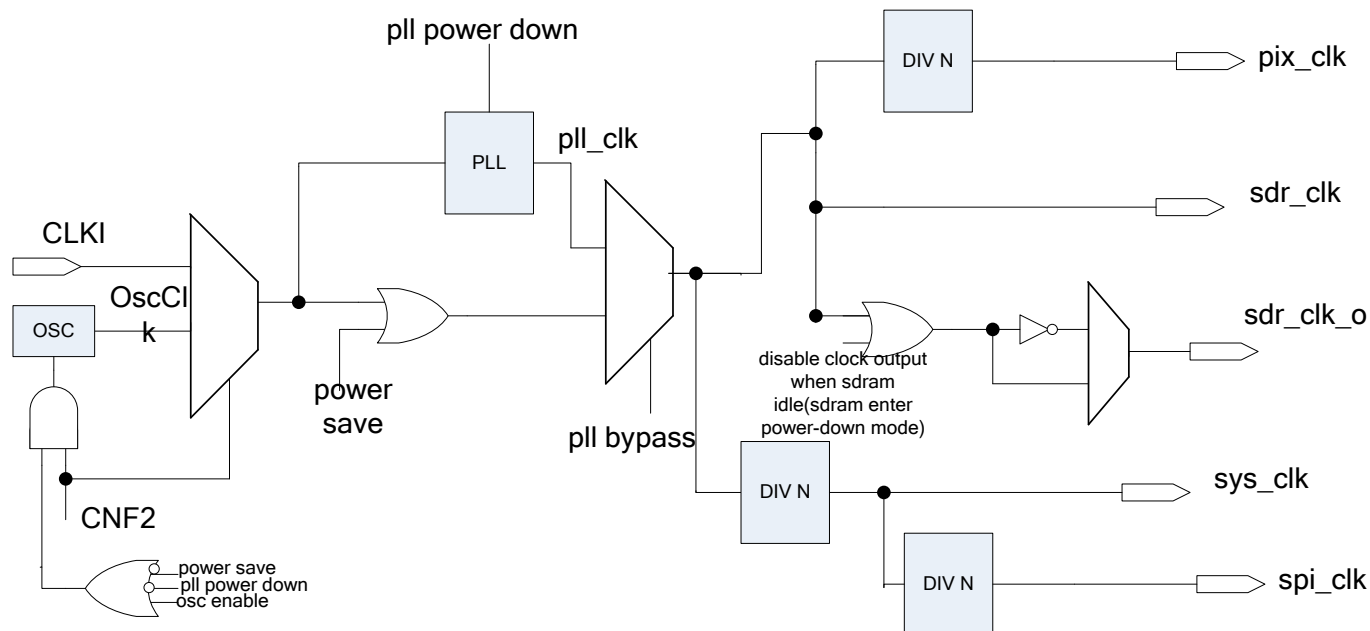 pll power down
DIV N
pix_clk
pll_clk
PLL
sdr_clk
CLKI
OscCl
k
OSC
sdr_clk_o
power
save
disable clock output
when sdram
idle(sdram enter
power-down mode)
pll bypass
DIV N
sys_clk
CNF2
power save
pll power down
osc enable
DIV N
spi_clk